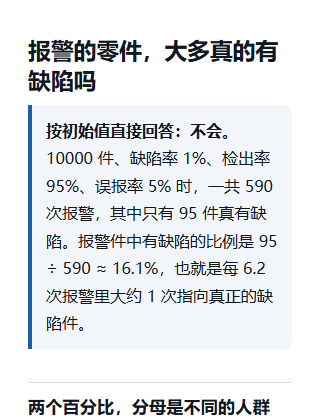 报警的零件，大多真的有
缺陷吗
按初始值直接回答：不会。
10000 件、缺陷率 1%、检出率
95%、误报率 5% 时，一共 590
次报警，其中只有 95 件真有缺
陷。报警件中有缺陷的比例是 95
÷ 590 ≈ 16.1%，也就是每 6.2
次报警里大约 1 次指向真正的缺
陷件。
两个百分比，分母是不同的人群